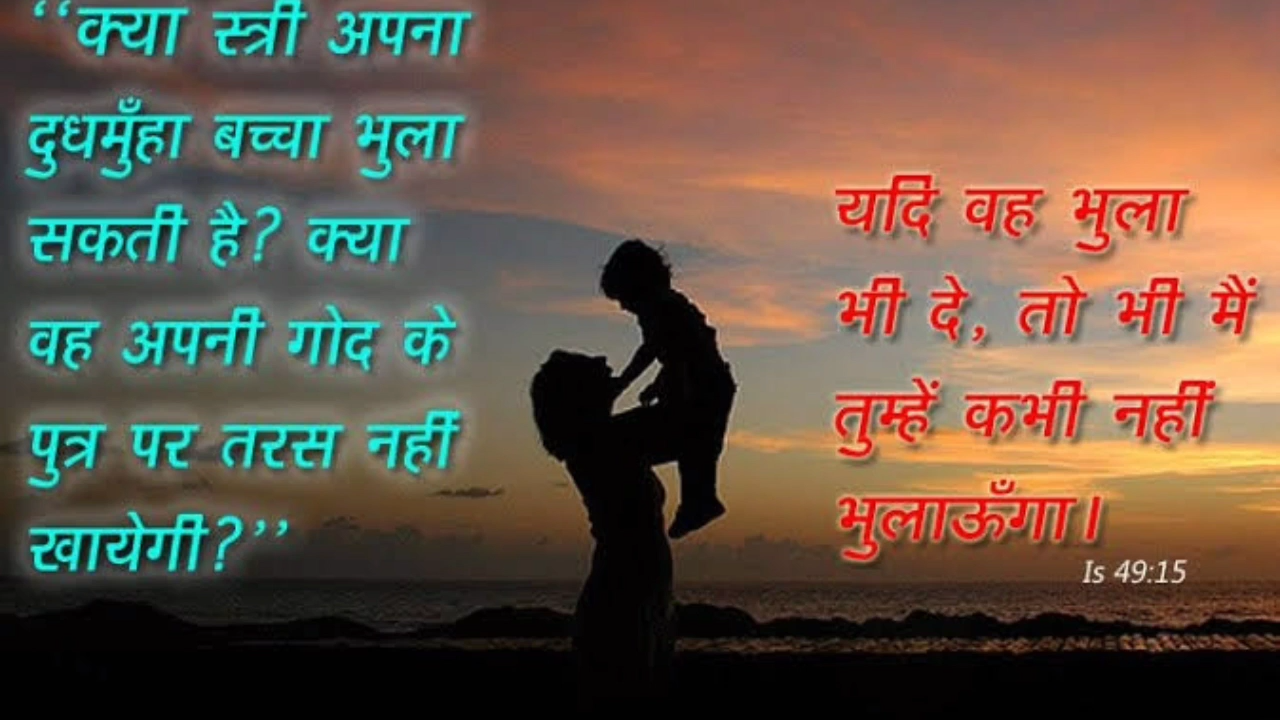 ‘‘क्या स्त्री अपना
दुधमुँहा बच्चा भुला
सकती है? क्या
वह अपनी गोद के
पुत्र पर तरस नहीं
खायेगी?’’
यदि वह भुला
भी दे, तो भी मैं
तुम्हें कभी नहीं
भुलाऊँगा।
Is 49:15